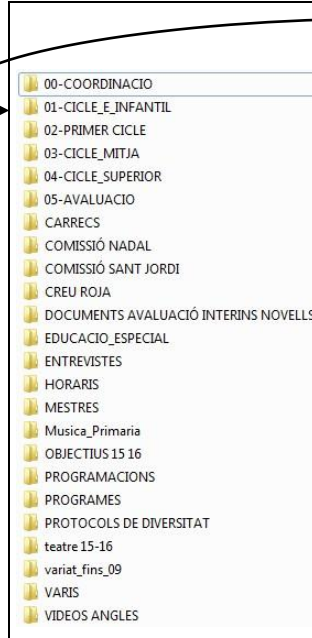 00-COORDINACIO
01-CICLE_E_INFANTIL
02-PRIMER CICLE
03-CICLE_MITJA
04-CICLE_SUPERIOR
05-AVALUACIO
CARRECS
COMISSIÓ NADAL
COMISSIÓ SANT JORDI
CREU ROJA
DOCUMENTS AVALUACIÓ INTERINS NOVELLS
EDUCACIO_ESPECIAL
ENTREVISTES
HORARIS
MESTRES
Musica_Primaria
OBJECTIUS 15 16
PROGRAMACIONS
PROGRAMES
PROTOCOLS DE DIVERSITAT
teatre 15-16
variat_fins_09
VARIS
VIDEOS ANGLES